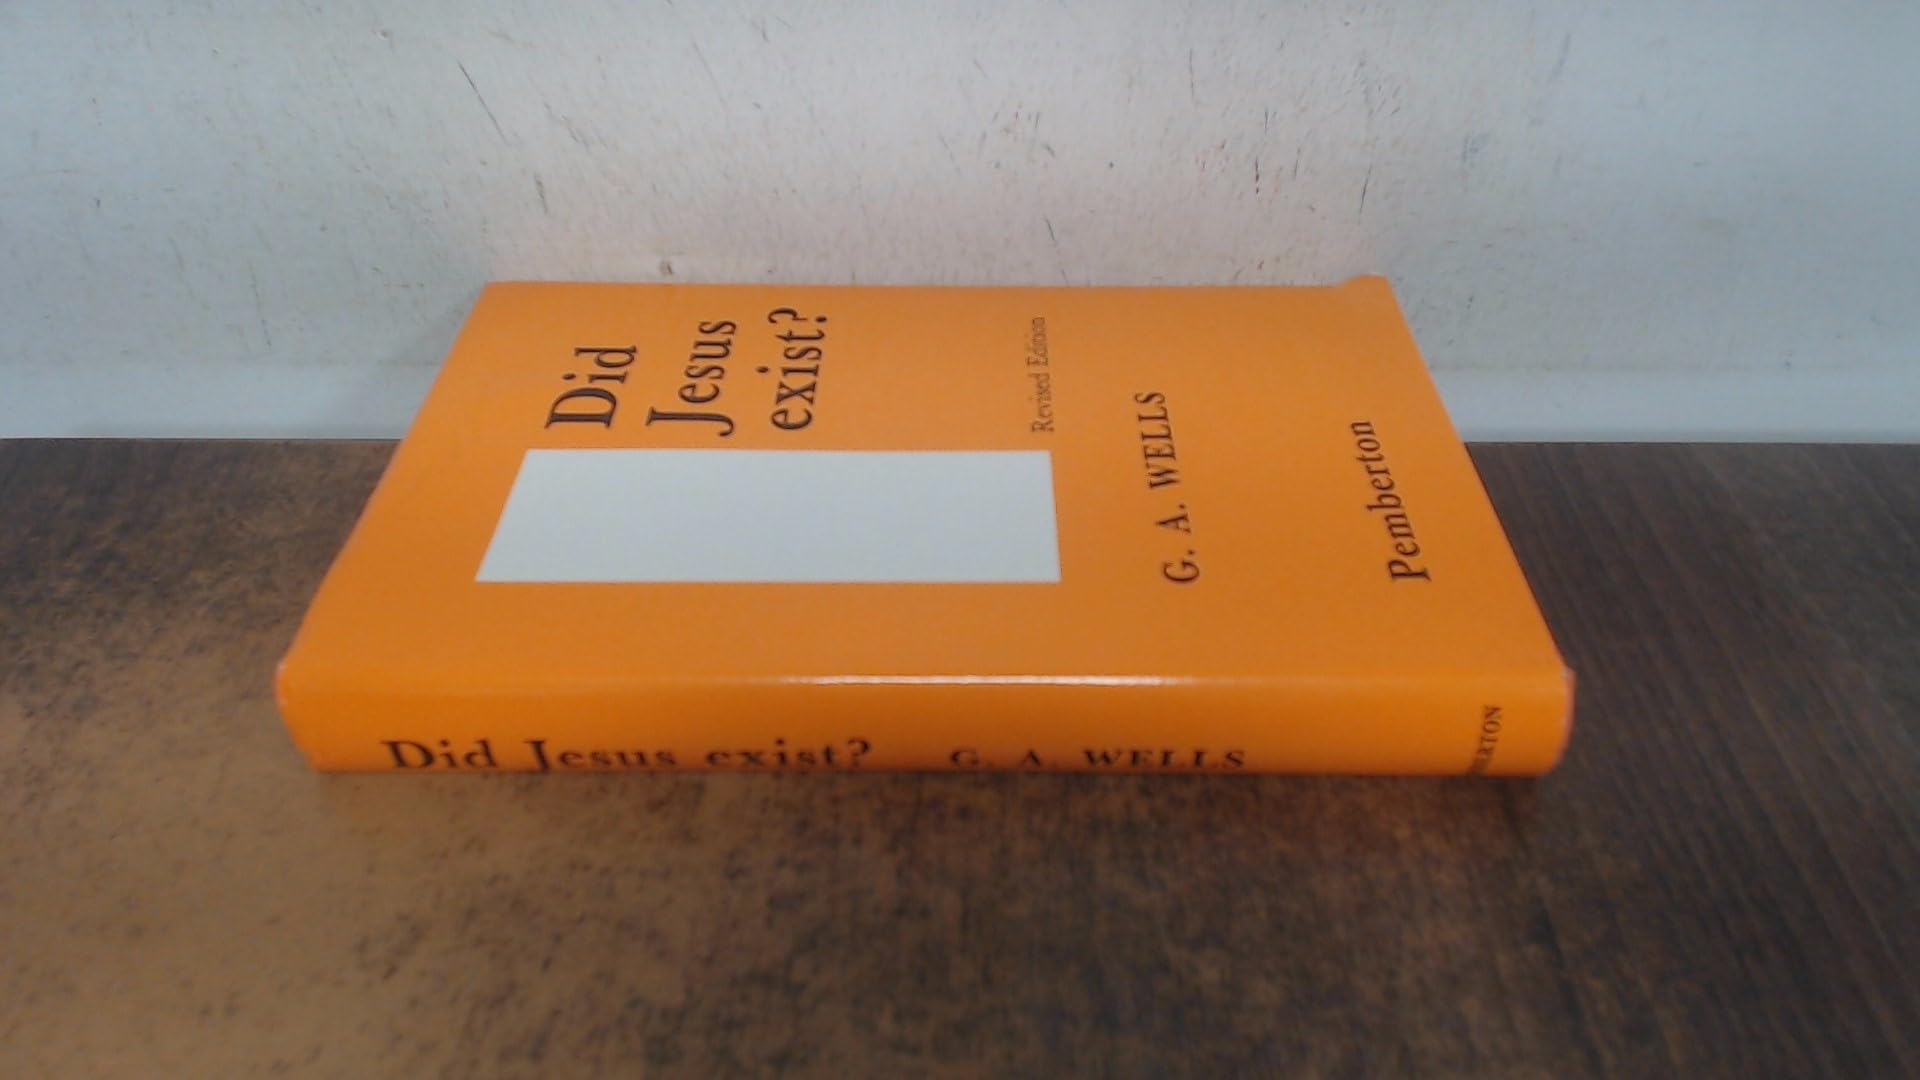 Did
Jesus
exist?
Revised Edition
G. A. WELLS
Pemberton
Did Jesus exist? G. A. WELLS